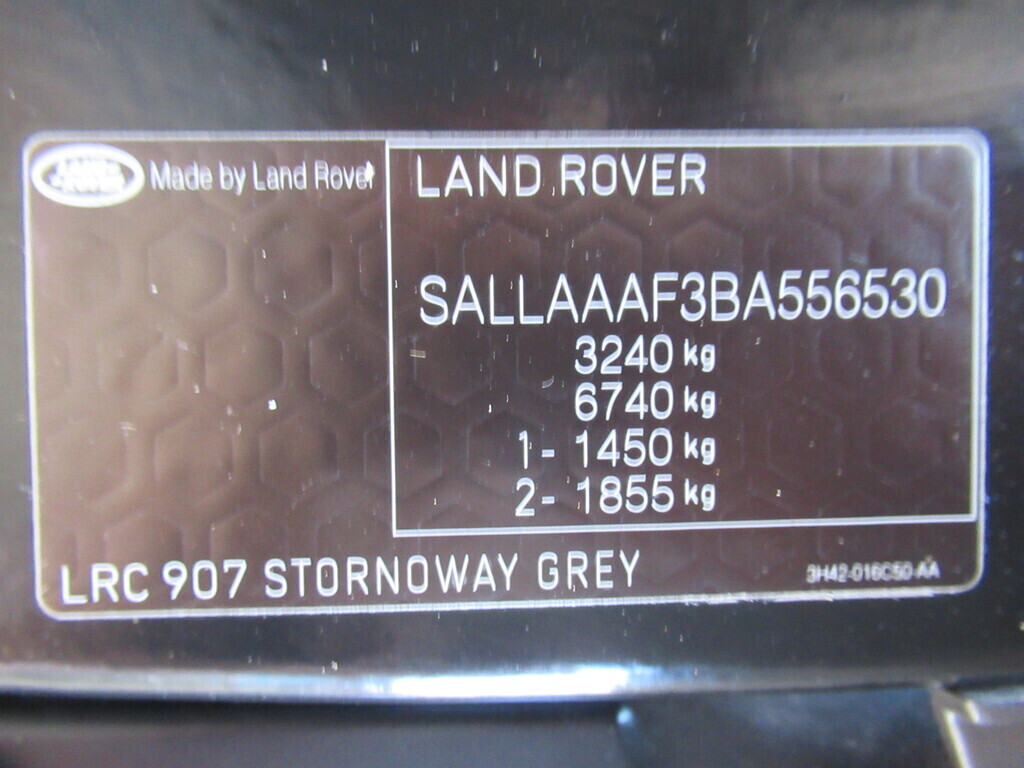 LAND
ROVER
Made by Land Rover
LAND ROVER
SALLAAAF3BA556530
3240 kg
6740 kg
1- 1450 kg
2- 1855 kg
LRC 907 STORNOWAY GREY
3H42-016C50-AA